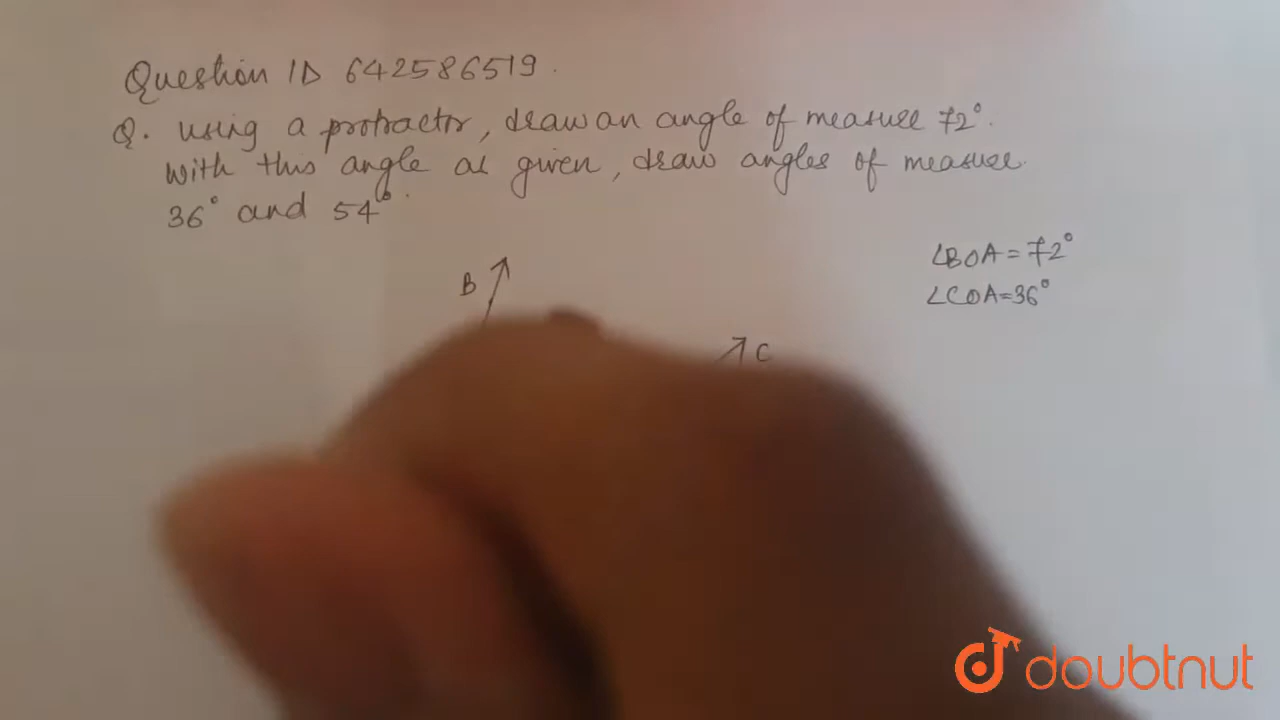 Question ID 642586519.
Q. Using a protractor, draw an angle of measure 72°.
With this angle as given, draw angles of measure
36° and 54°.
∠BOA = 72°
∠COA = 36°
B
C
doubtnut